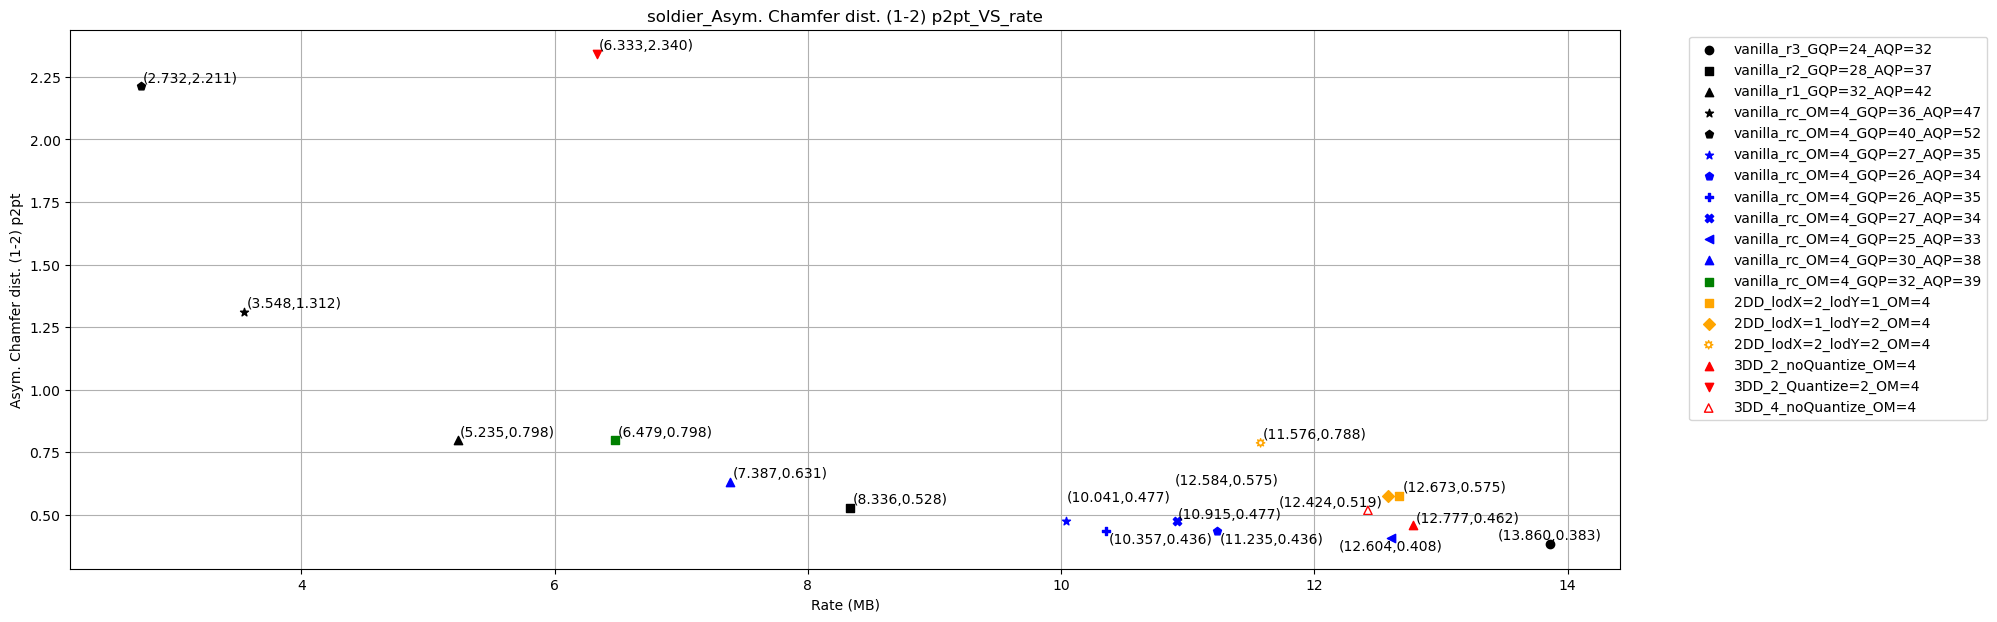 soldier_Asym. Chamfer dist. (1-2) p2pt_VS_rate
Asym. Chamfer dist. (1-2) p2pt
2.25
2.00
1.75
1.50
1.25
1.00
0.75
0.50
(6.333,2.340)
(2.732,2.211)
(3.548,1.312)
(5.235,0.798)
(6.479,0.798)
(11.576,0.788)
(7.387,0.631)
(12.584,0.575)
(12.673,0.575)
(8.336,0.528)
(10.041,0.477)
(12.424,0.519)
(10.915,0.477)
(12.777,0.462)
(10.357,0.436)
(11.235,0.436)
(12.604,0.408)
(13.860,0.383)
4
6
8
10
12
14
Rate (MB)
vanilla_r3_GQP=24_AQP=32
vanilla_r2_GQP=28_AQP=37
vanilla_r1_GQP=32_AQP=42
vanilla_rc_OM=4_GQP=36_AQP=47
vanilla_rc_OM=4_GQP=40_AQP=52
vanilla_rc_OM=4_GQP=27_AQP=35
vanilla_rc_OM=4_GQP=26_AQP=34
vanilla_rc_OM=4_GQP=26_AQP=35
vanilla_rc_OM=4_GQP=27_AQP=34
vanilla_rc_OM=4_GQP=25_AQP=33
vanilla_rc_OM=4_GQP=30_AQP=38
vanilla_rc_OM=4_GQP=32_AQP=39
2DD_lodX=2_lodY=1_OM=4
2DD_lodX=1_lodY=2_OM=4
2DD_lodX=2_lodY=2_OM=4
3DD_2_noQuantize_OM=4
3DD_2_Quantize=2_OM=4
3DD_4_noQuantize_OM=4